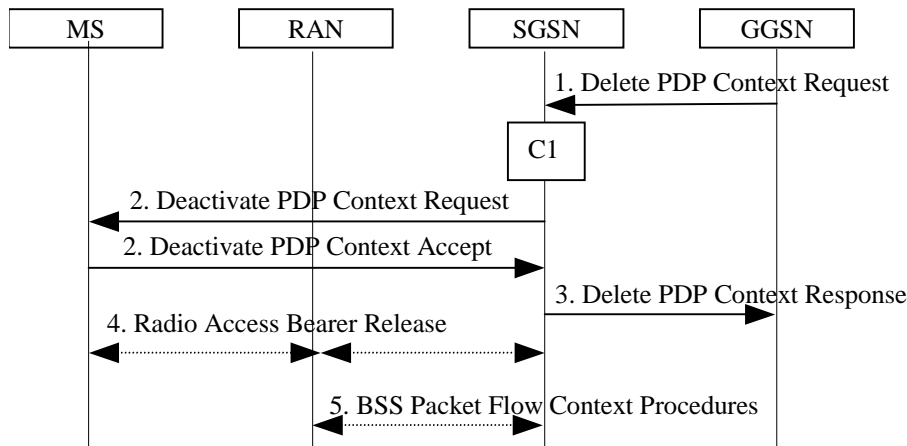 MS RAN SGSN GGSN
1. Delete PDP Context Request
C1
2. Deactivate PDP Context Request
2. Deactivate PDP Context Accept
3. Delete PDP Context Response
4. Radio Access Bearer Release
5. BSS Packet Flow Context Procedures